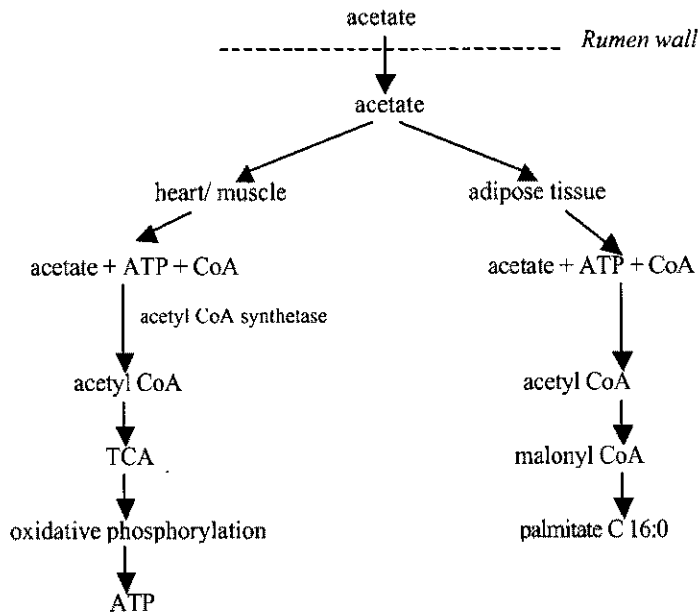 acetate
Rumen wall
acetate
heart/ muscle
adipose tissue
acetate + ATP + CoA
acetate + ATP + CoA
acetyl CoA synthetase
acetyl CoA
acetyl CoA
TCA
malonyl CoA
oxidative phosphorylation
palmitate C 16:0
ATP